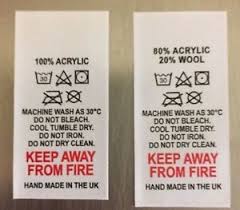 100% ACRYLIC
30
MACHINE WASH AS 30°C
DO NOT BLEACH.
COOL TUMBLE DRY.
DO NOT IRON.
DO NOT DRY CLEAN.
KEEP AWAY
FROM FIRE
HAND MADE IN THE UK
80% ACRYLIC
20% WOOL
30
MACHINE WASH AS 30°C
DO NOT BLEACH.
COOL TUMBLE DRY.
DO NOT IRON.
DO NOT DRY CLEAN.
KEEP AWAY
FROM FIRE
HAND MADE IN THE UK